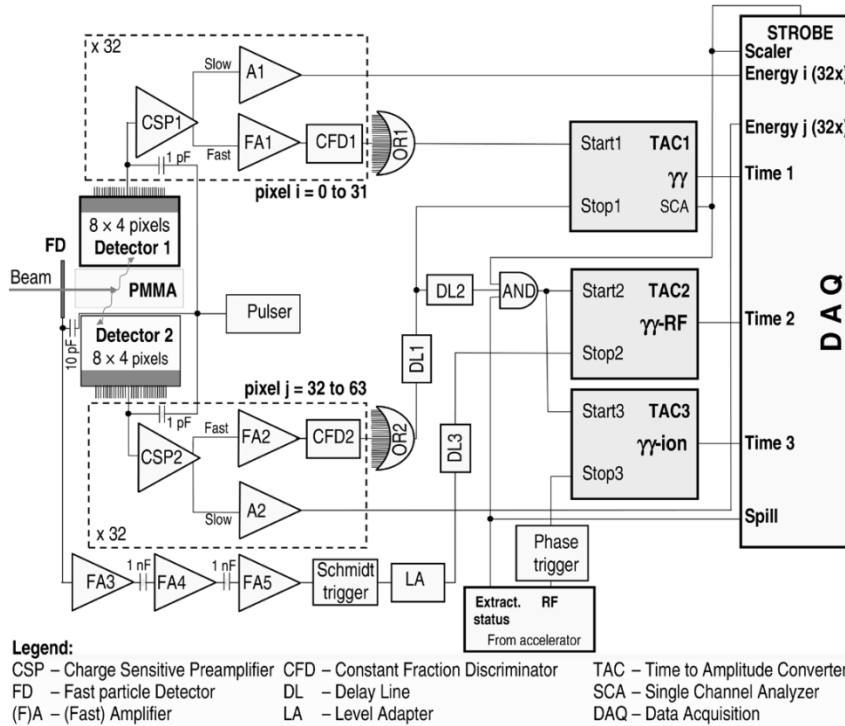 x 32
Slow
A1
CSP1
Fast
FA1
CFD1
OR1
1 pF
pixel i = 0 to 31
STROBE
Scaler
Energy i (32x)
Energy j (32x)
Time 1
Time 2
Time 3
Spill
DAQ
Start1 TAC1
γγ
Stop1 SCA
8 × 4 pixels
Detector 1
FD
Beam
PMMA
Detector 2
8 × 4 pixels
10 pF
Pulser
DL2
AND
DL1
DL3
Start2 TAC2
γγ-RF
Stop2
Start3 TAC3
γγ-ion
Stop3
pixel j = 32 to 63
1 pF
CSP2
Fast
FA2
CFD2
OR2
Slow
A2
x 32
FA3
1 nF
FA4
1 nF
FA5
Schmidt
trigger
LA
Phase
trigger
Extract. RF
status
From accelerator
Legend:
CSP – Charge Sensitive Preamplifier CFD – Constant Fraction Discriminator TAC – Time to Amplitude Converter
FD – Fast particle Detector DL – Delay Line SCA – Single Channel Analyzer
(F)A – (Fast) Amplifier LA – Level Adapter DAQ – Data Acquisition